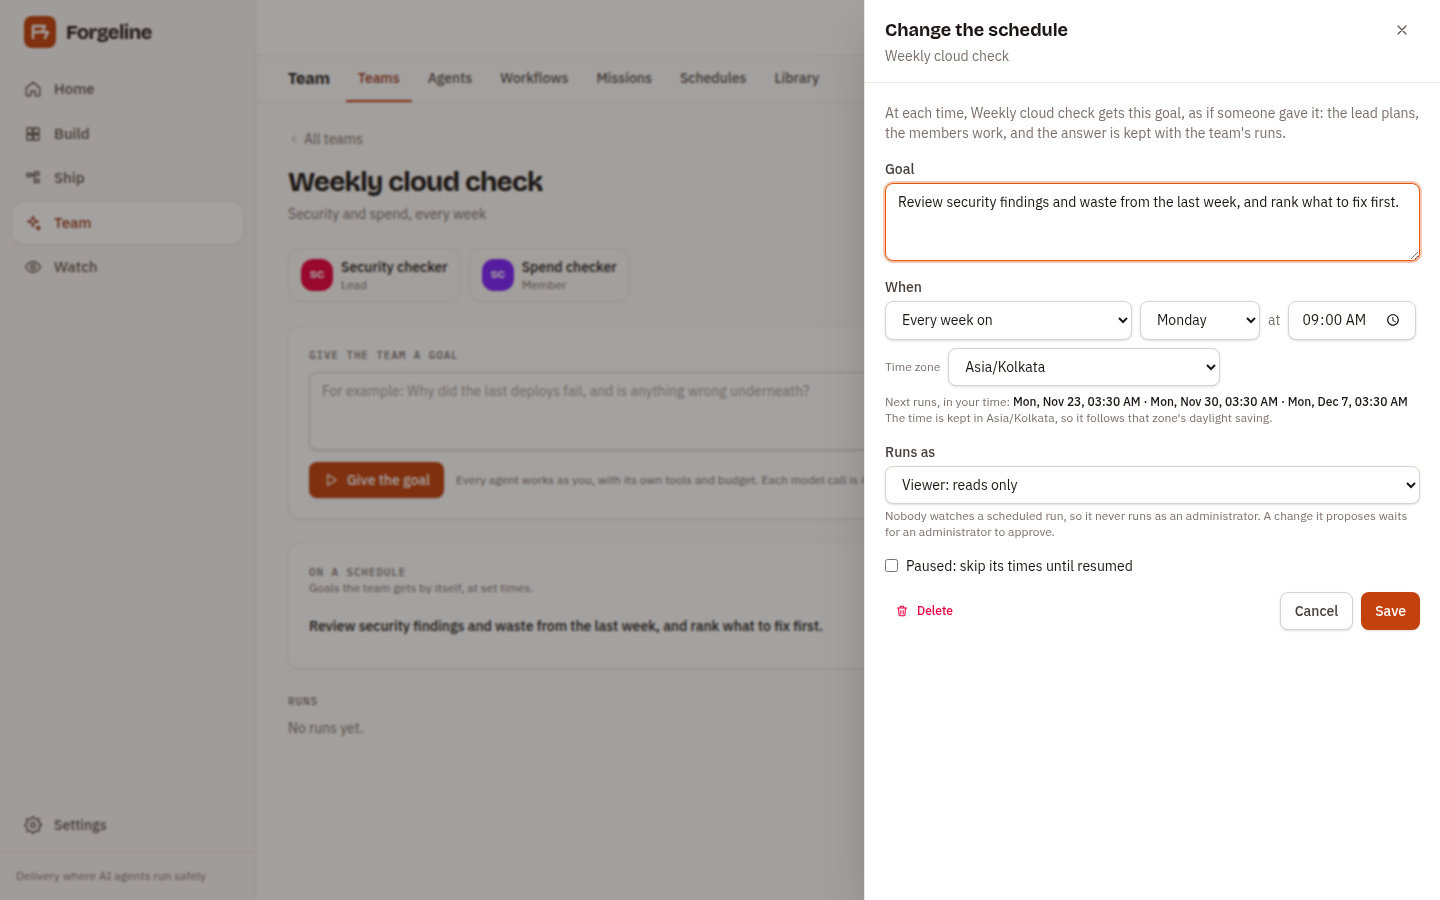 Forgeline
Home
Build
Ship
Team
Watch
Settings
Delivery where AI agents run safely
Team
Teams
Agents
Workflows
Missions
Schedules
Library
All teams
Weekly cloud check
Security and spend, every week
SC
Security checker
Lead
SC
Spend checker
Member
GIVE THE TEAM A GOAL
For example: Why did the last deploys fail, and is anything wrong underneath?
Give the goal
Every agent works as you, with its own tools and budget. Each model call is
ON A SCHEDULE
Goals the team gets by itself, at set times.
Review security findings and waste from the last week, and rank what to fix first.
RUNS
No runs yet.
Change the schedule
Weekly cloud check
At each time, Weekly cloud check gets this goal, as if someone gave it: the lead plans,
the members work, and the answer is kept with the team's runs.
Goal
Review security findings and waste from the last week, and rank what to fix first.
When
Every week on
Monday
at
09:00 AM
Time zone
Asia/Kolkata
Next runs, in your time: Mon, Nov 23, 03:30 AM · Mon, Nov 30, 03:30 AM · Mon, Dec 7, 03:30 AM
The time is kept in Asia/Kolkata, so it follows that zone's daylight saving.
Runs as
Viewer: reads only
Nobody watches a scheduled run, so it never runs as an administrator. A change it proposes waits
for an administrator to approve.
Paused: skip its times until resumed
Delete
Cancel
Save